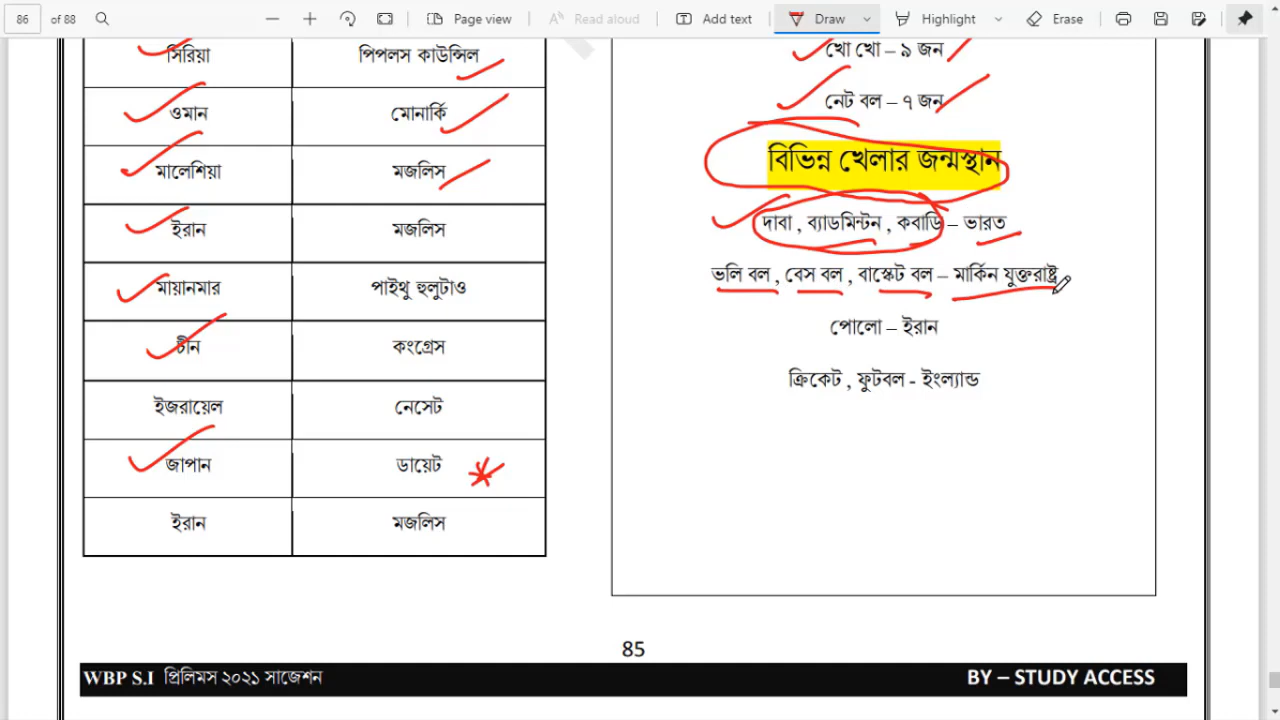 86 of 88 Page view Read aloud Add text Draw Highlight Erase
সিরিয়া পিপলস কাউন্সিল
ওমান মোনার্কি
মালেশিয়া মজলিস
ইরান মজলিস
মায়ানমার পাইথু হুলুটাও
চীন কংগ্রেস
ইজরায়েল নেসেট
জাপান ডায়েট
ইরান মজলিস
খো খো – ৯ জন
নেট বল – ৭ জন
বিভিন্ন খেলার জন্মস্থান
দাবা , ব্যাডমিন্টন , কবাডি – ভারত
ভলি বল , বেস বল , বাস্কেট বল – মার্কিন যুক্তরাষ্ট্র
পোলো – ইরান
ক্রিকেট , ফুটবল - ইংল্যান্ড
85
WBP S.I প্রিলিমস ২০২১ সাজেশন BY – STUDY ACCESS